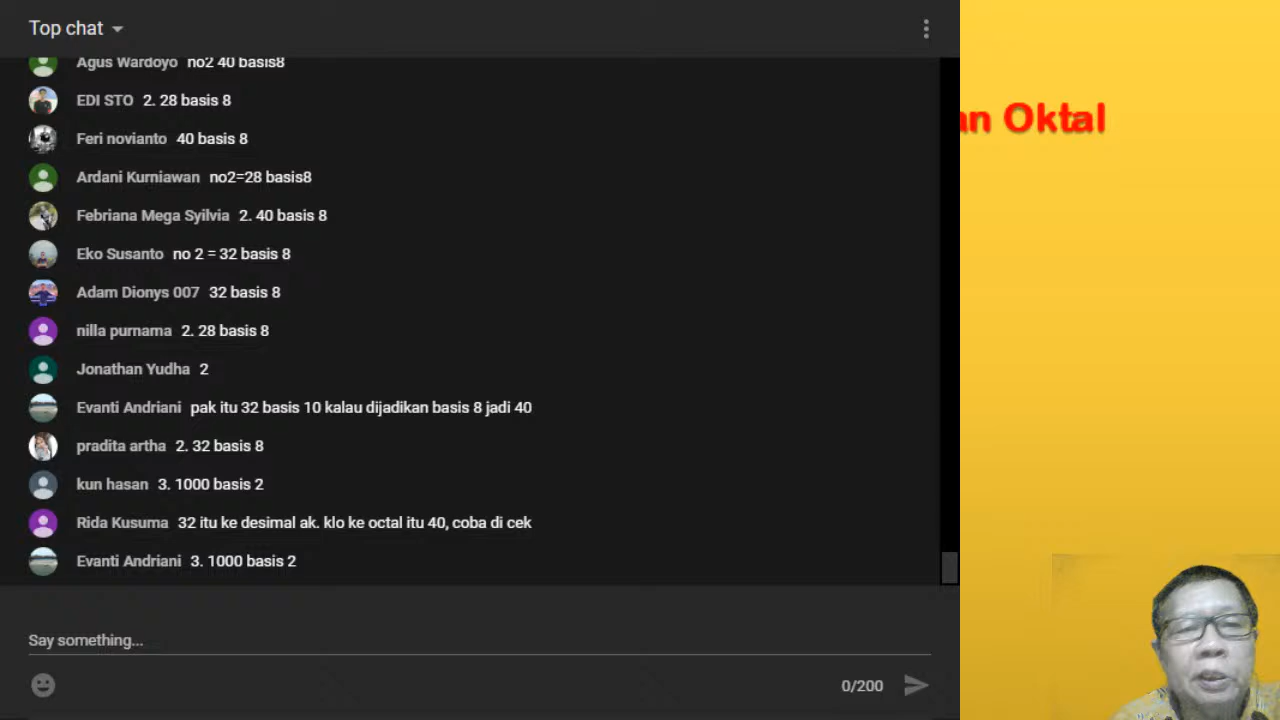 Top chat
Agus Wardoyo no2 40 basis8
EDI STO 2. 28 basis 8
Feri novianto 40 basis 8
Ardani Kurniawan no2=28 basis8
Febriana Mega Syilvia 2. 40 basis 8
Eko Susanto no 2 = 32 basis 8
Adam Dionys 007 32 basis 8
nilla purnama 2. 28 basis 8
Jonathan Yudha 2
Evanti Andriani pak itu 32 basis 10 kalau dijadikan basis 8 jadi 40
pradita artha 2. 32 basis 8
kun hasan 3. 1000 basis 2
Rida Kusuma 32 itu ke desimal ak. klo ke octal itu 40, coba di cek
Evanti Andriani 3. 1000 basis 2
Say something...
0/200
an Oktal